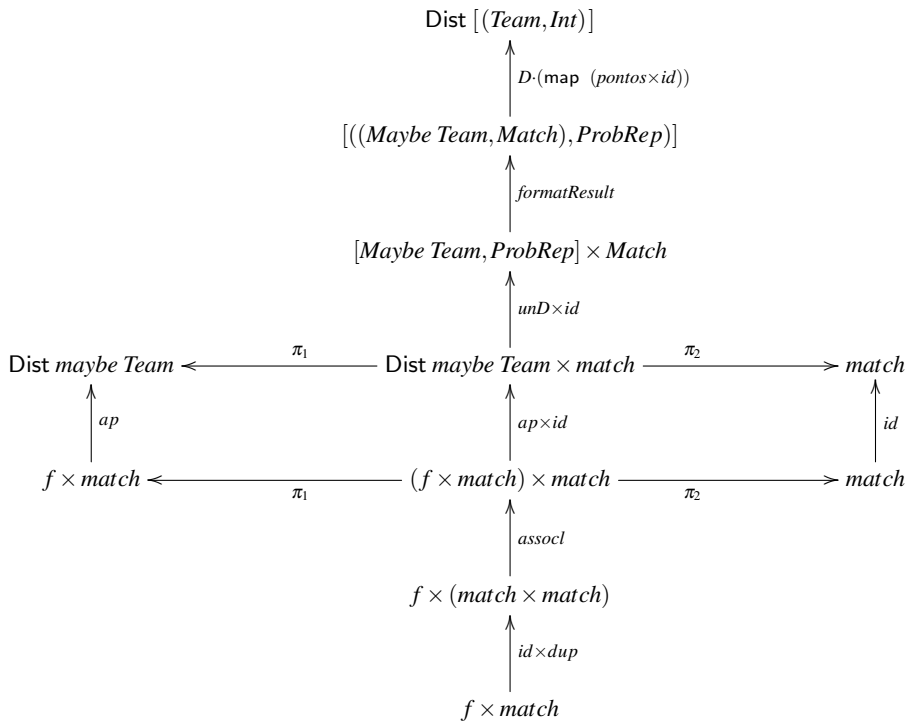 Dist [(Team,Int)]
D·(map (pontos×id))
[((Maybe Team,Match),ProbRep)]
formatResult
[Maybe Team,ProbRep] × Match
unD×id
Dist maybe Team π₁ Dist maybe Team × match π₂ match
ap ap×id id
f × match π₁ (f × match) × match π₂ match
assocl
f × (match × match)
id×dup
f × match